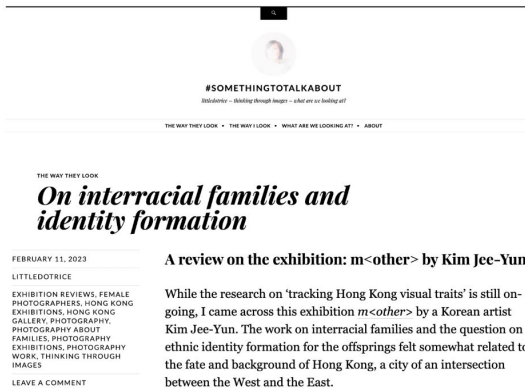 #SOMETHINGTOTALKABOUT
littledotrice – thinking through images – what are we looking at?
THE WAY THEY LOOK • THE WAY I LOOK • WHAT ARE WE LOOKING AT? • ABOUT
THE WAY THEY LOOK
On interracial families and
identity formation
FEBRUARY 11, 2023
LITTLEDOTRICE
EXHIBITION REVIEWS, FEMALE
PHOTOGRAPHERS, HONG KONG
EXHIBITIONS, HONG KONG
GALLERY, PHOTOGRAPHY,
PHOTOGRAPHY ABOUT
FAMILIES, PHOTOGRAPHY
EXHIBITIONS, PHOTOGRAPHY
WORK, THINKING THROUGH
IMAGES
LEAVE A COMMENT
A review on the exhibition: m<other> by Kim Jee-Yun
While the research on ‘tracking Hong Kong visual traits’ is still on-
going, I came across this exhibition m<other> by a Korean artist
Kim Jee-Yun. The work on interracial families and the question on
ethnic identity formation for the offsprings felt somewhat related to
the fate and background of Hong Kong, a city of an intersection
between the West and the East.